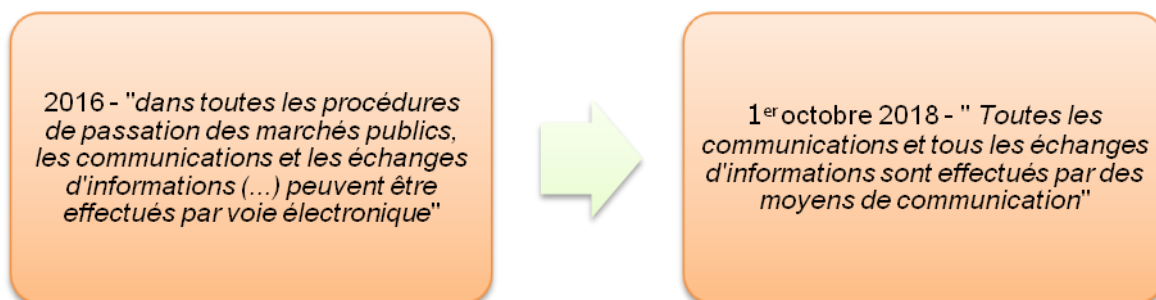 2016 - "dans toutes les procédures
de passation des marchés publics,
les communications et les échanges
d'informations (...) peuvent être
effectués par voie électronique"
1er octobre 2018 - " Toutes les
communications et tous les échanges
d'informations sont effectués par des
moyens de communication"